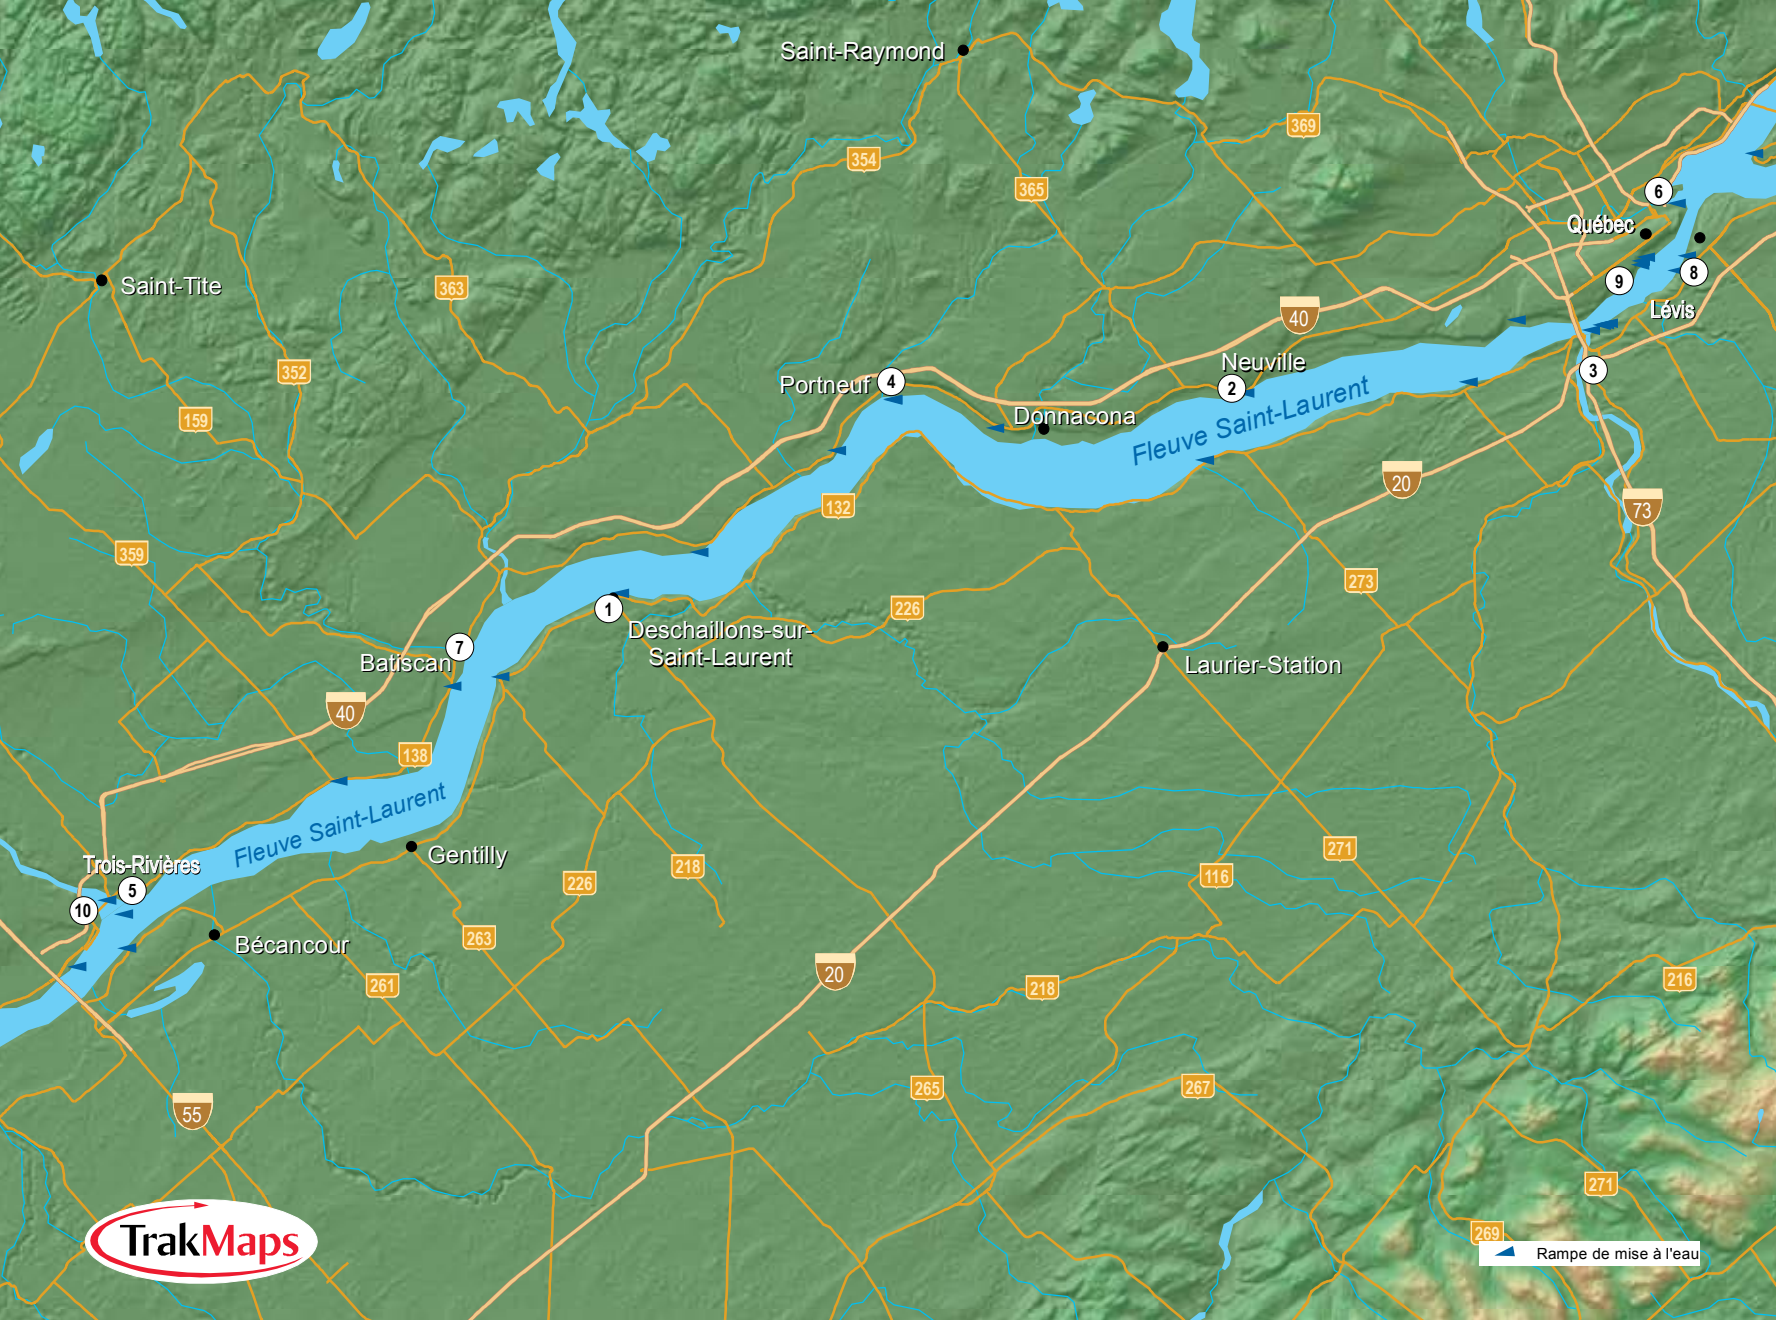 Saint-Raymond
369
354
365
6
Québec
Saint-Tite
363
9
8
Lévis
40
352
Neuville
3
Portneuf
4
2
159
Donnacona
Fleuve Saint-Laurent
20
132
73
359
273
1
226
Deschaillons-sur-
Saint-Laurent
7
Batiscan
Laurier-Station
40
138
Fleuve Saint-Laurent
271
Gentilly
Trois-Rivières
218
116
226
5
10
263
Bécancour
20
261
218
216
265
267
55
271
269
TrakMaps
Rampe de mise à l'eau